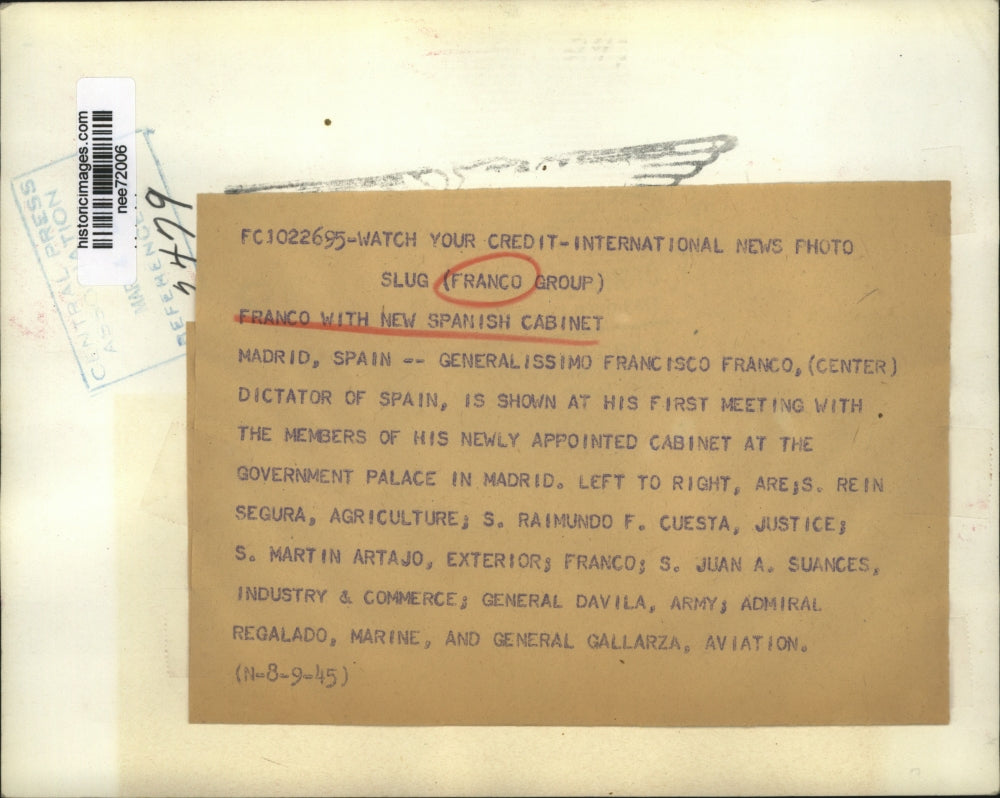 historicimages.com
nee72006
CENTRAL PRESS
ASSOCIATION
MAR
REFERENCE
5479
FC1022695-WATCH YOUR CREDIT-INTERNATIONAL NEWS PHOTO
SLUG (FRANCO GROUP)
FRANCO WITH NEW SPANISH CABINET
MADRID, SPAIN -- GENERALISSIMO FRANCISCO FRANCO, (CENTER)
DICTATOR OF SPAIN, IS SHOWN AT HIS FIRST MEETING WITH
THE MEMBERS OF HIS NEWLY APPOINTED CABINET AT THE
GOVERNMENT PALACE IN MADRID. LEFT TO RIGHT, ARE;S. REIN
SEGURA, AGRICULTURE; S. RAIMUNDO F. CUESTA, JUSTICE;
S. MARTIN ARTAJO, EXTERIOR; FRANCO; S. JUAN A. SUANCES,
INDUSTRY & COMMERCE; GENERAL DAVILA, ARMY; ADMIRAL
REGALADO, MARINE, AND GENERAL GALLARZA, AVIATION.
(N-8-9-45)